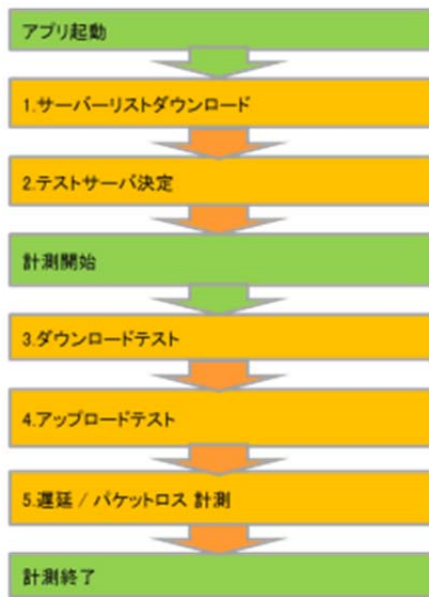 アプリ起動
1.サーバーリストダウンロード
2.テストサーバ決定
計測開始
3.ダウンロードテスト
4.アップロードテスト
5.遅延 / パケットロス 計測
計測終了